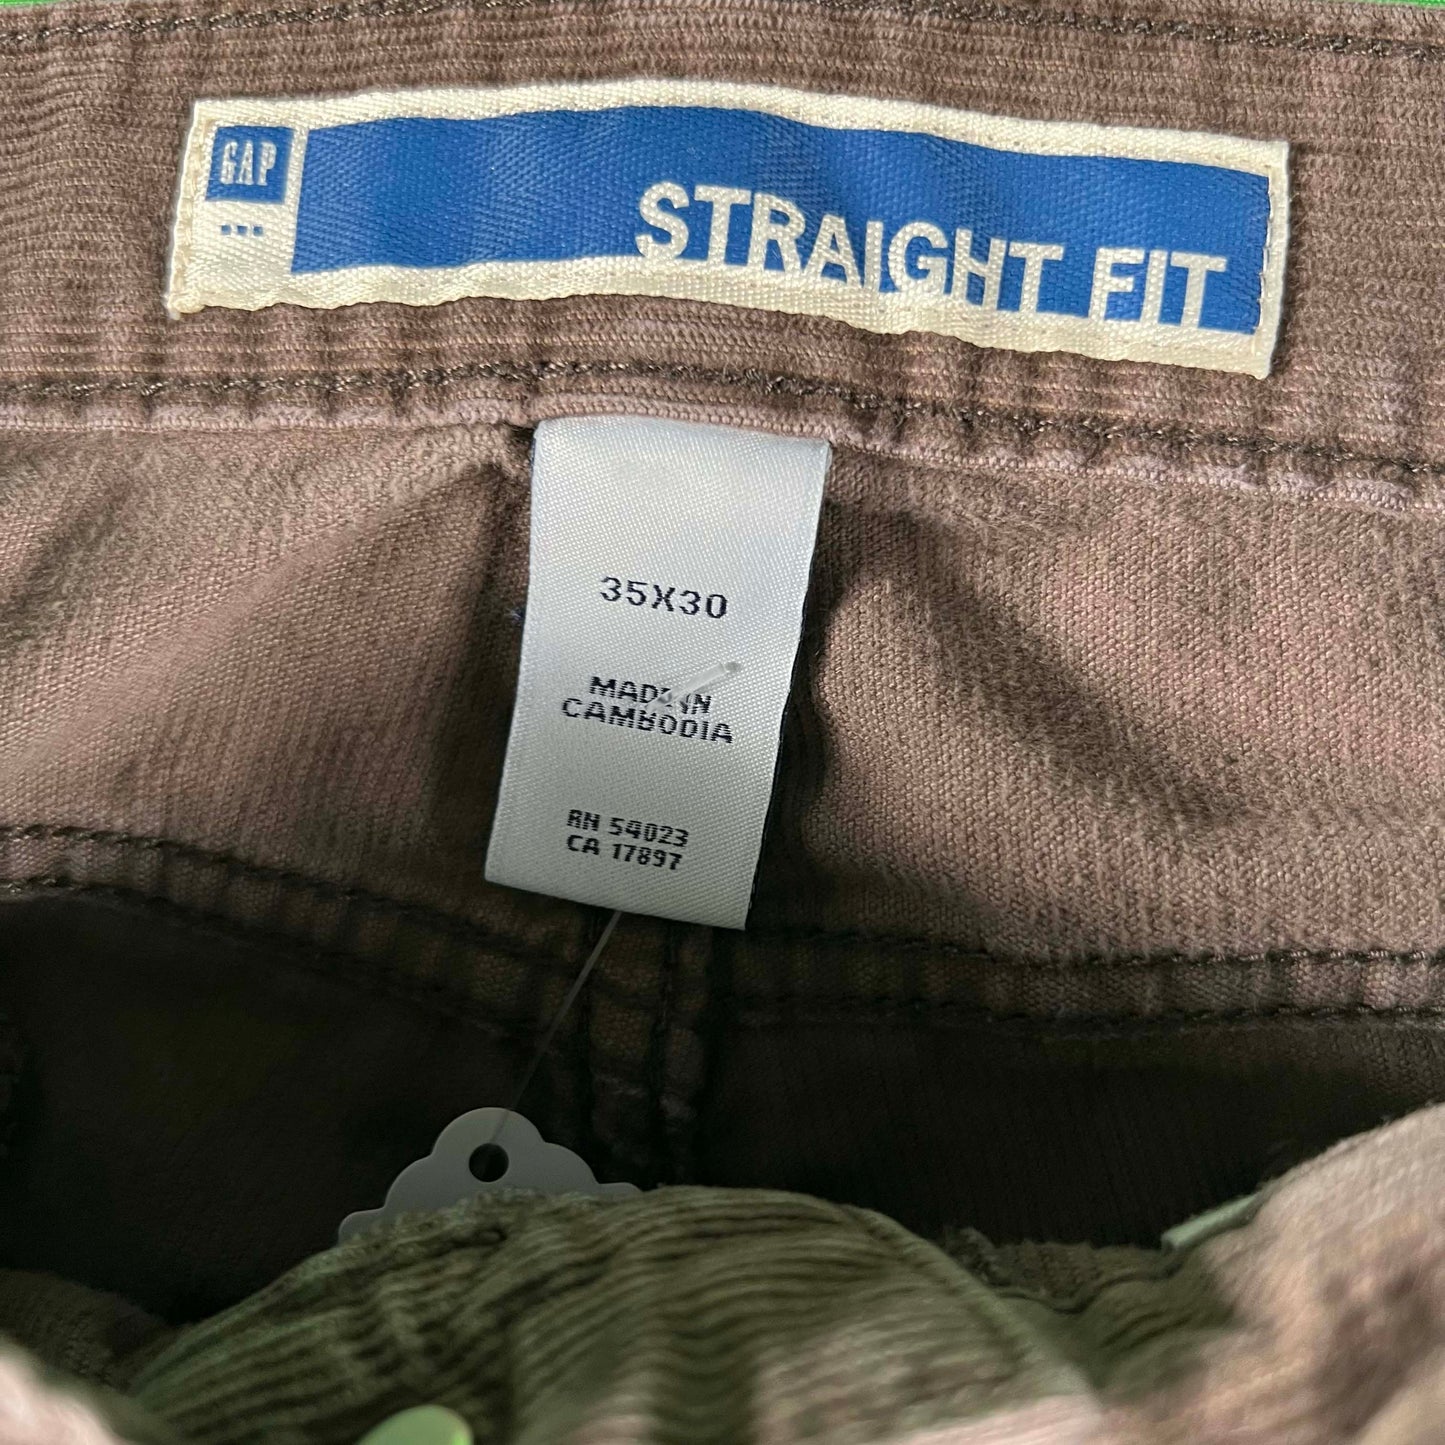 GAP
STRAIGHT FIT
35X30
MADE IN
CAMBODIA
RN 54023
CA 17897